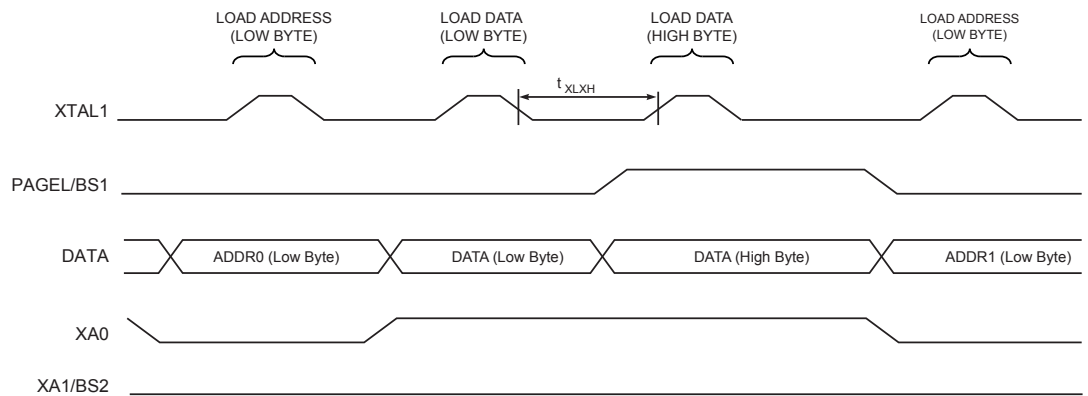 LOAD ADDRESS
(LOW BYTE)
LOAD DATA
(LOW BYTE)
LOAD DATA
(HIGH BYTE)
LOAD ADDRESS
(LOW BYTE)
t XLXH
XTAL1
PAGEL/BS1
DATA
ADDR0 (Low Byte)
DATA (Low Byte)
DATA (High Byte)
ADDR1 (Low Byte)
XA0
XA1/BS2